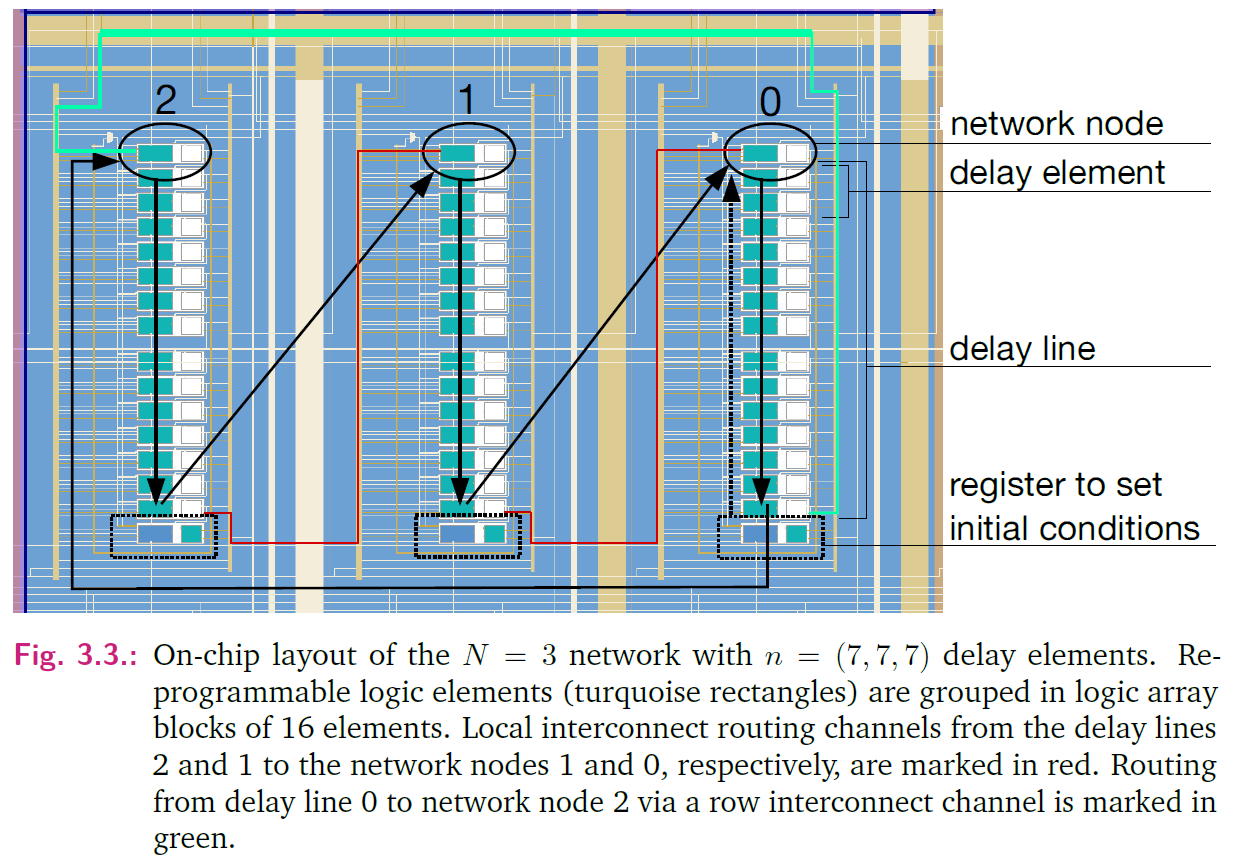 2 1 0
network node
delay element
delay line
register to set
initial conditions
Fig. 3.3.: On-chip layout of the N = 3 network with n = (7, 7, 7) delay elements. Re-
programmable logic elements (turquoise rectangles) are grouped in logic array
blocks of 16 elements. Local interconnect routing channels from the delay lines
2 and 1 to the network nodes 1 and 0, respectively, are marked in red. Routing
from delay line 0 to network node 2 via a row interconnect channel is marked in
green.